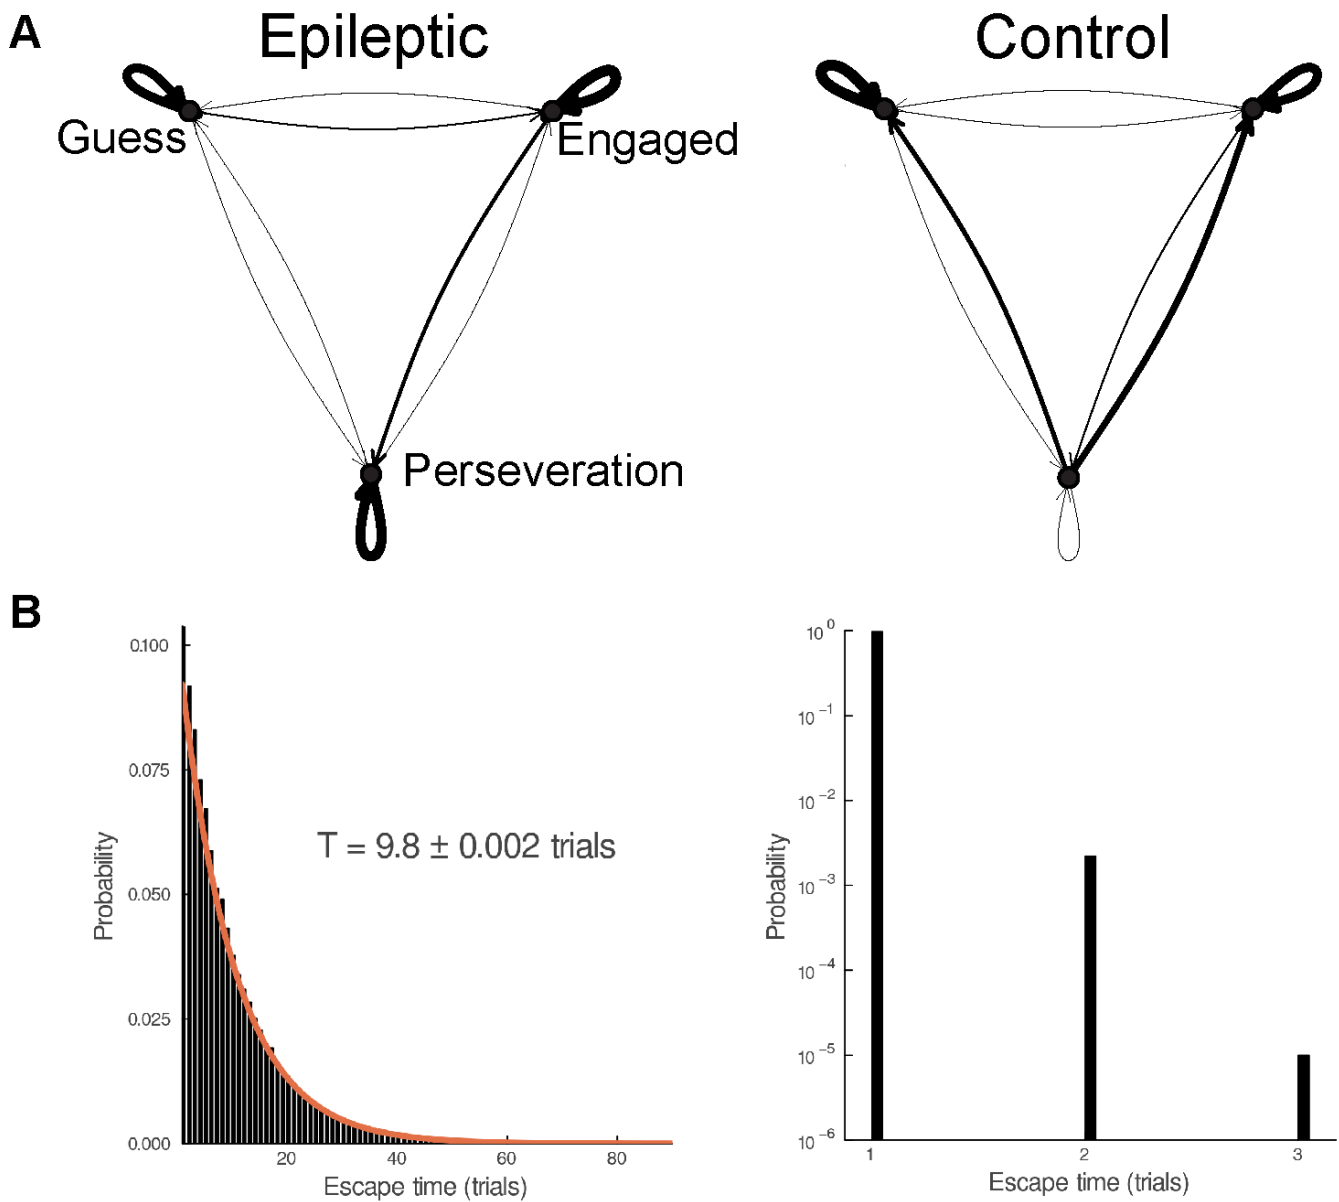 A
Epileptic
Control
Guess
Engaged
Perseveration
B
0.100
0.075
0.050
0.025
0.000
Probability
T = 9.8 ± 0.002 trials
20
40
60
80
Escape time (trials)
10 0
10 −1
10 −2
10 −3
10 −4
10 −5
10 −6
Probability
1
2
3
Escape time (trials)